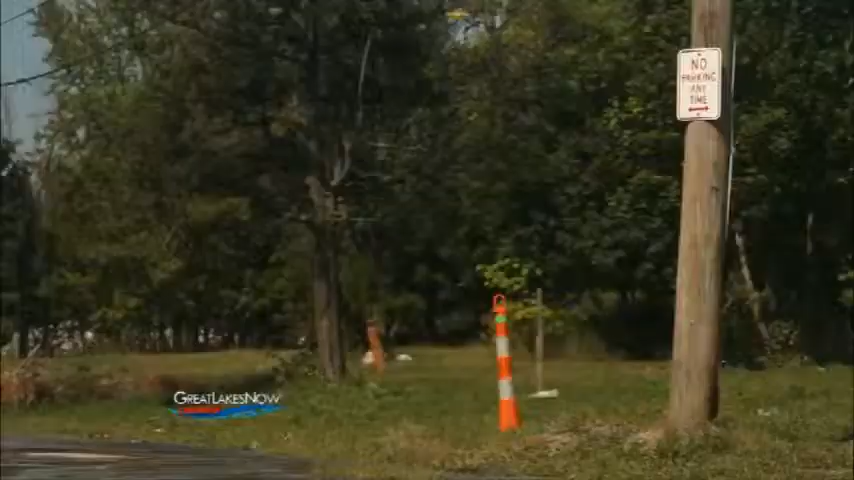 NO
PARKING
ANY
TIME
GREATLAKESNOW